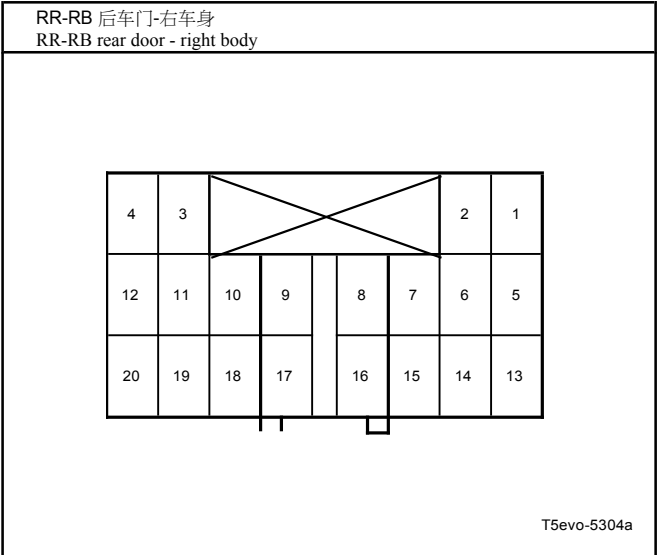 RR-RB 后车门-右车身
RR-RB rear door - right body
4 3 2 1
12 11 10 9 8 7 6 5
20 19 18 17 16 15 14 13
T5evo-5304a